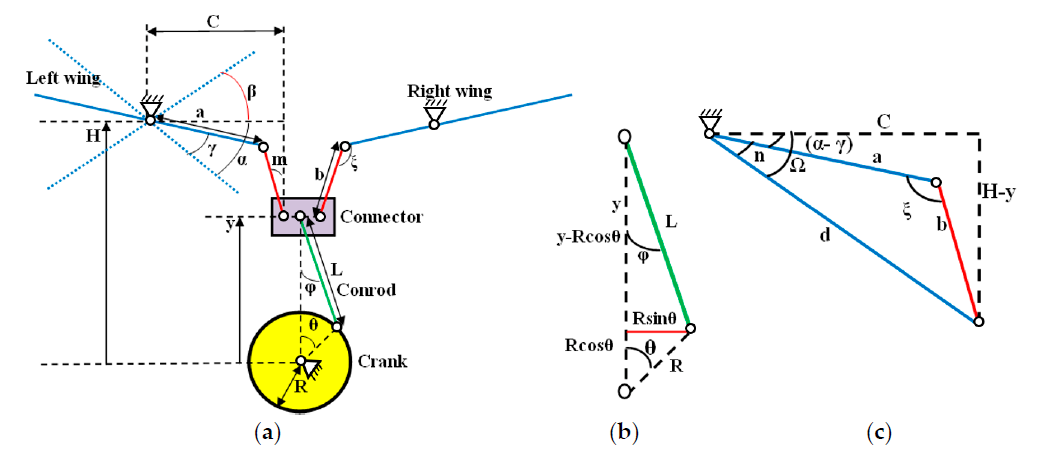 C
Left wing
β
Right wing
a
H
γ
α
m
b
ξ
y
Connector
L
φ
Conrod
θ
Crank
R
(a)
y
L
y-Rcosθ
φ
Rsinθ
Rcosθ
θ
R
(b)
C
(α- γ)
n
a
Ω
H-y
ξ
b
d
(c)